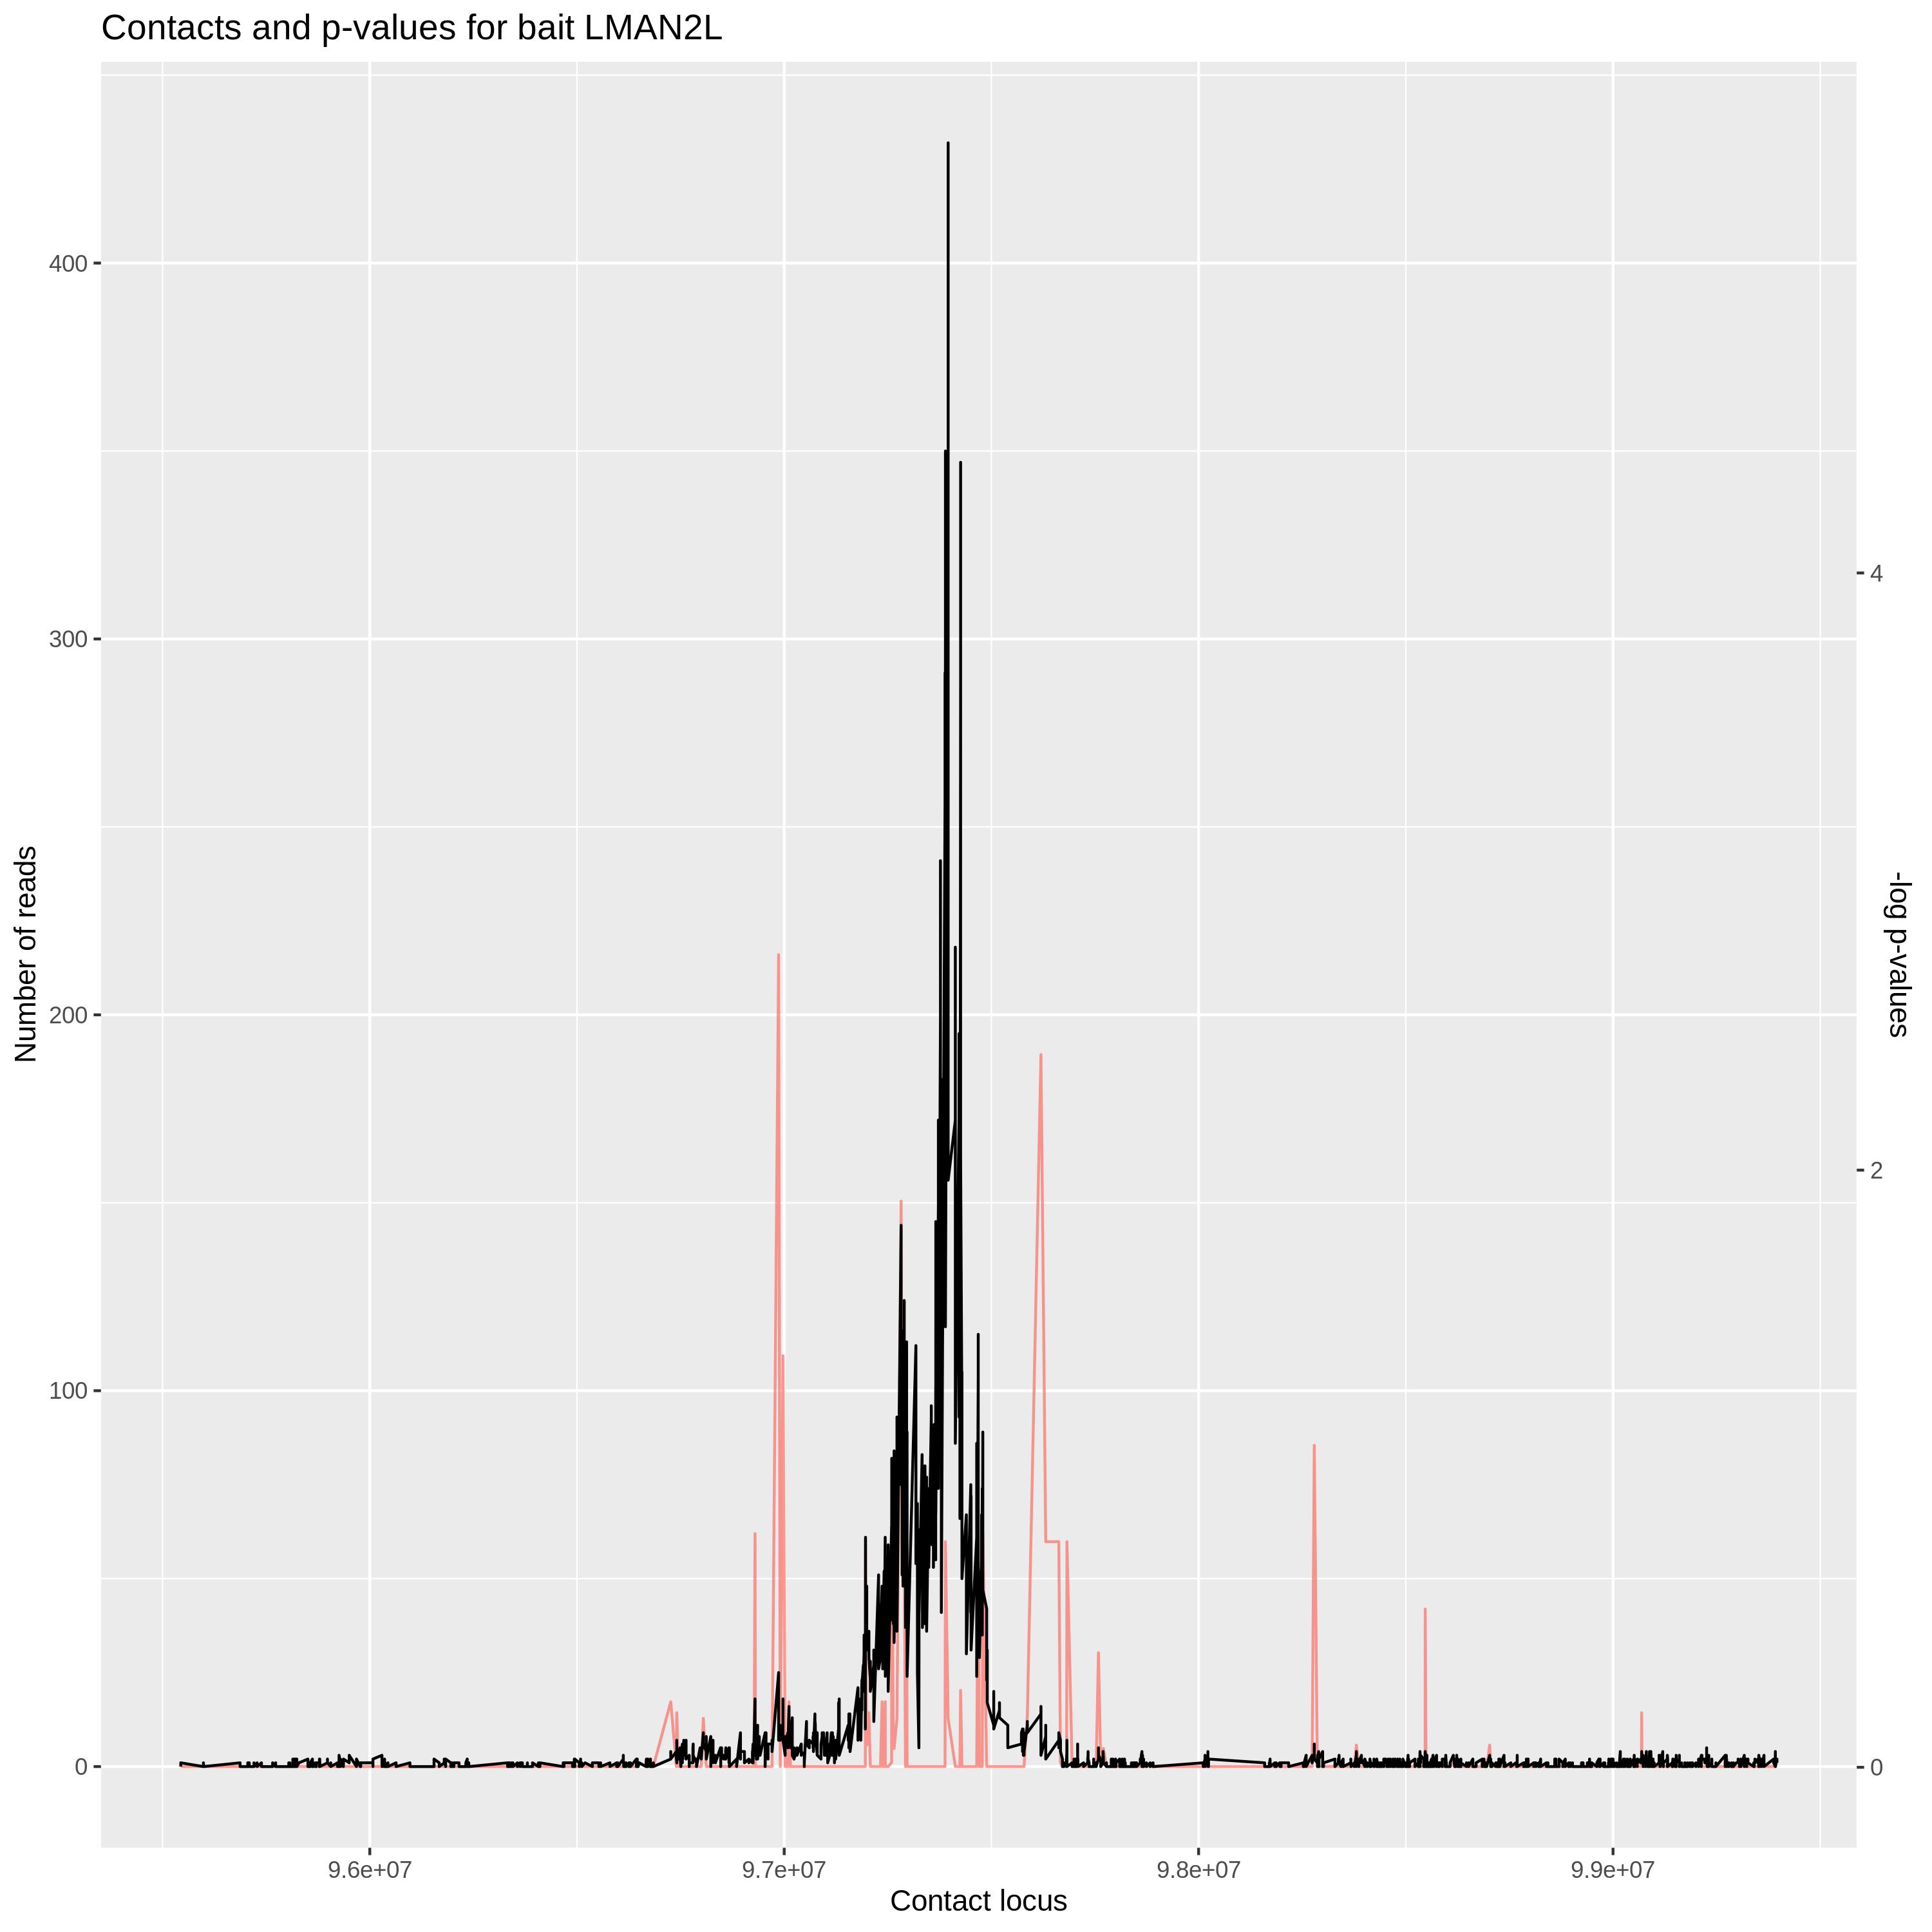 Contacts and p-values for bait LMAN2L
400
300
200
100
0
Number of reads
4
2
0
-log p-values
9.6e+07
9.7e+07
9.8e+07
9.9e+07
Contact locus